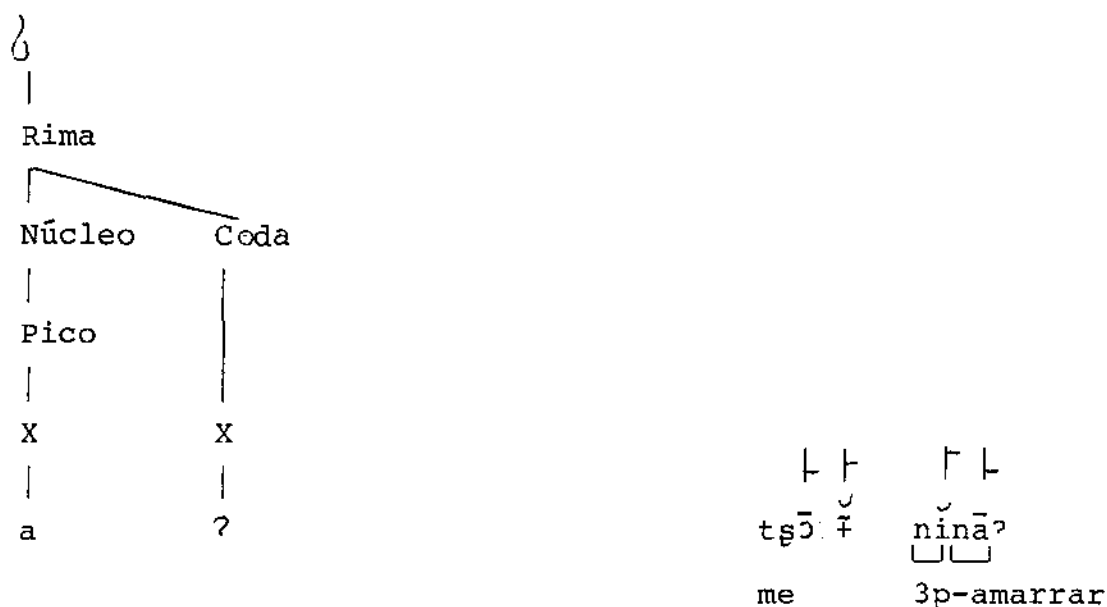 Rima
Núcleo Coda
Pico
X X
a ʔ
tʂɔ̄ː ɨ̃̆ nĭnāʔ
me 3p-amarrar